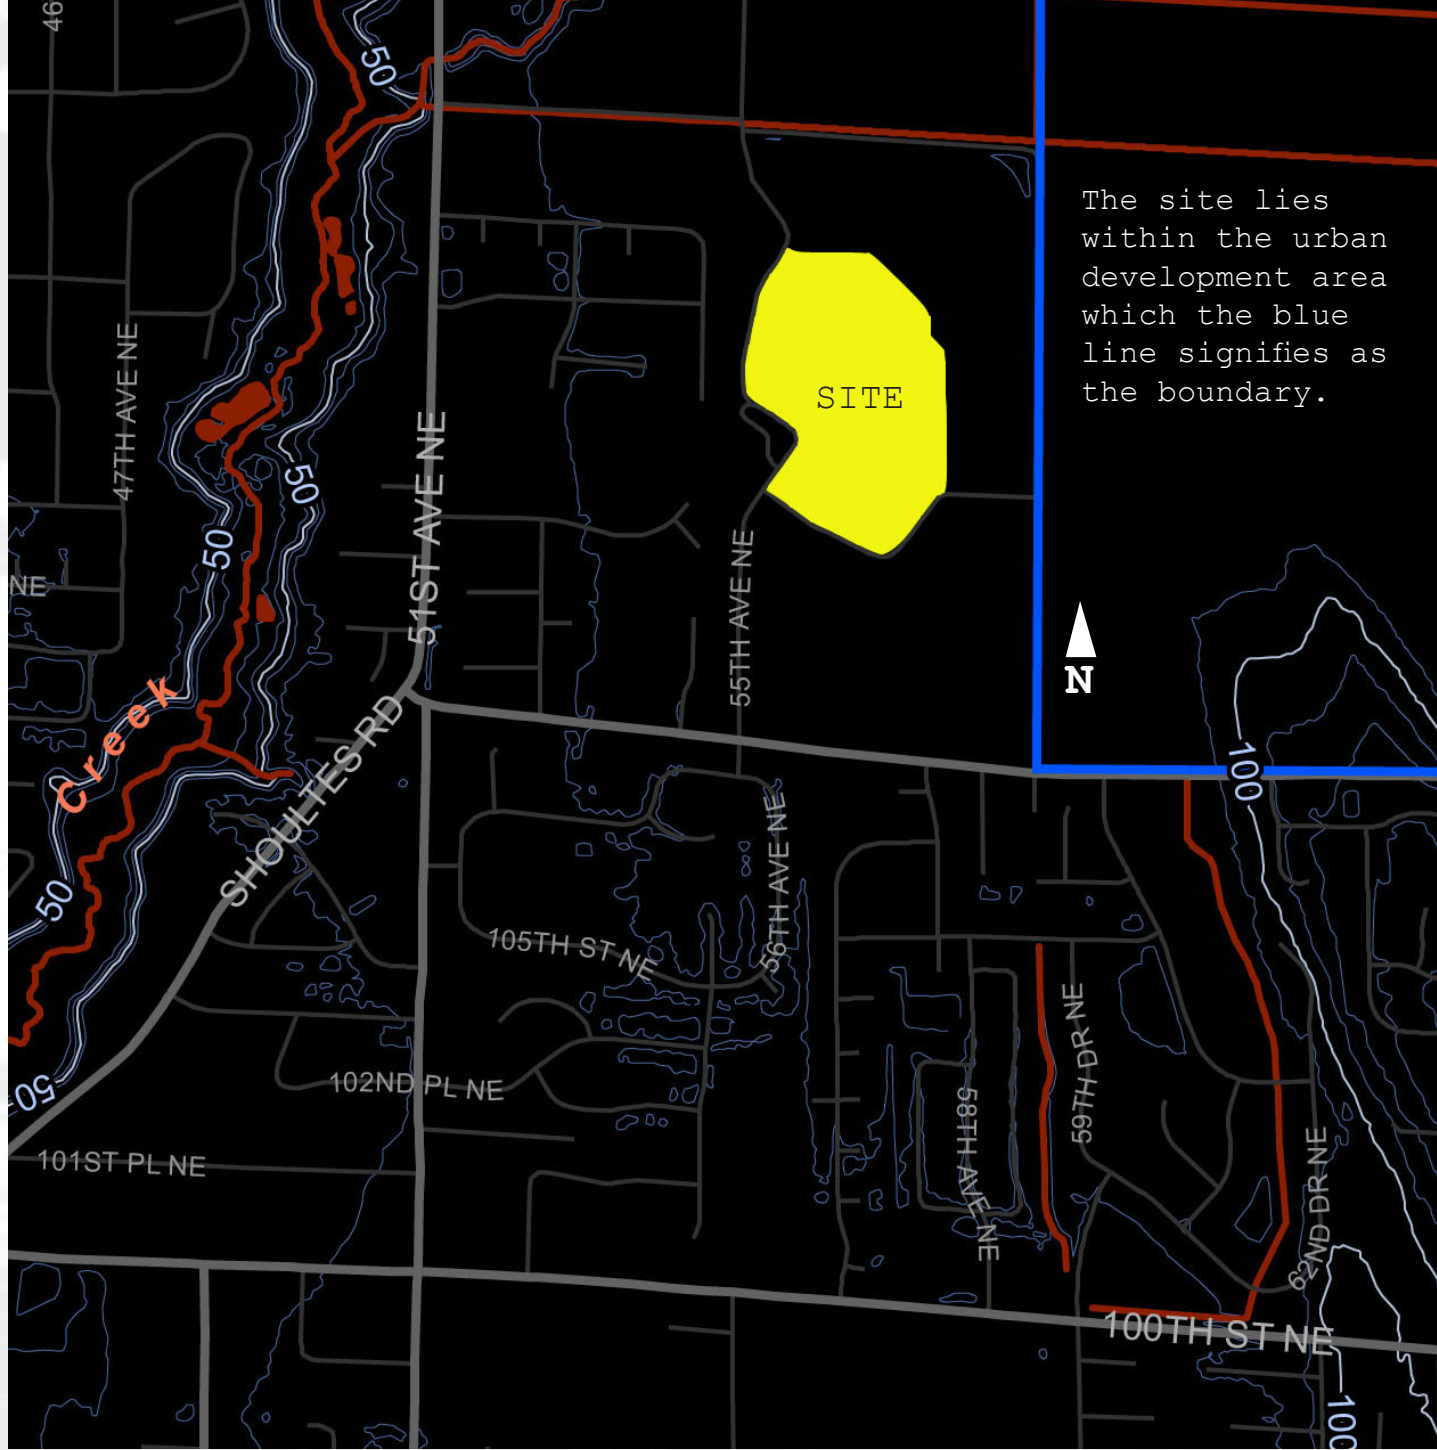 46
50
The site lies
within the urban
development area
which the blue
line signifies as
the boundary.
47TH AVE NE
SITE
51ST AVE NE
50
50
NE
55TH AVE NE
N
Creek
SHOULTES RD
100
56TH AVE NE
50
105TH ST NE
59TH DR NE
50
102ND PL NE
58TH AVE NE
101ST PL NE
62ND DR NE
100TH ST NE
100